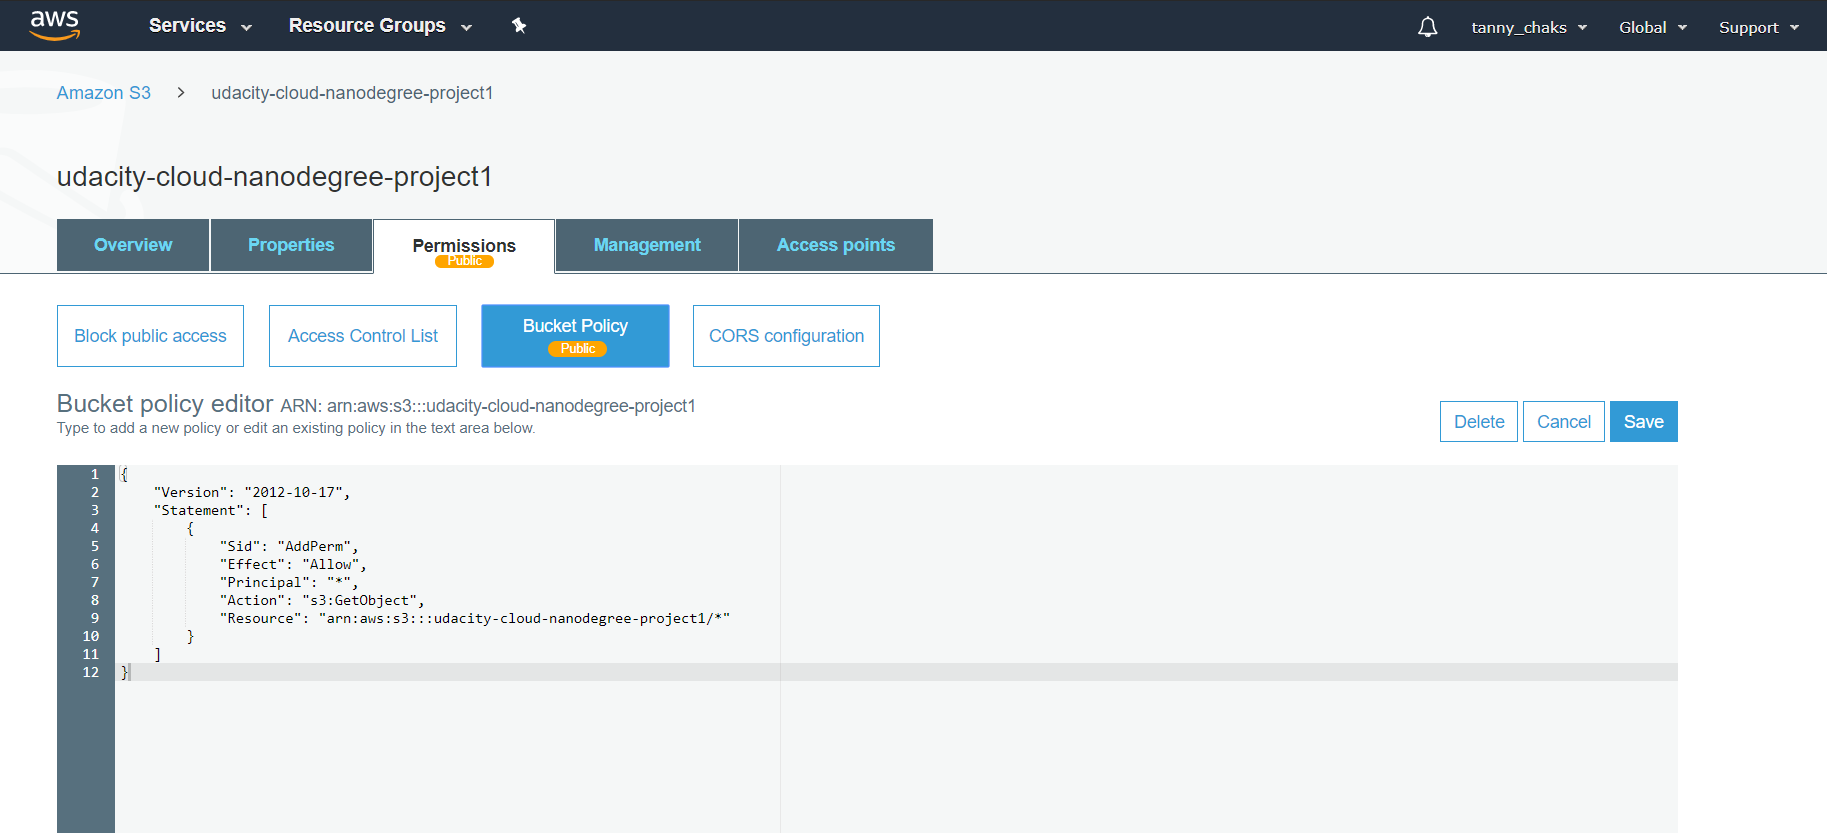 aws Services Resource Groups tanny_chaks Global Support
Amazon S3 > udacity-cloud-nanodegree-project1
udacity-cloud-nanodegree-project1
Overview Properties Permissions Management Access points
Public
Block public access Access Control List Bucket Policy CORS configuration
Public
Bucket policy editor ARN: arn:aws:s3:::udacity-cloud-nanodegree-project1
Type to add a new policy or edit an existing policy in the text area below.
Delete Cancel Save
1 {
2 "Version": "2012-10-17",
3 "Statement": [
4 {
5 "Sid": "AddPerm",
6 "Effect": "Allow",
7 "Principal": "*",
8 "Action": "s3:GetObject",
9 "Resource": "arn:aws:s3:::udacity-cloud-nanodegree-project1/*"
10 }
11 ]
12 }